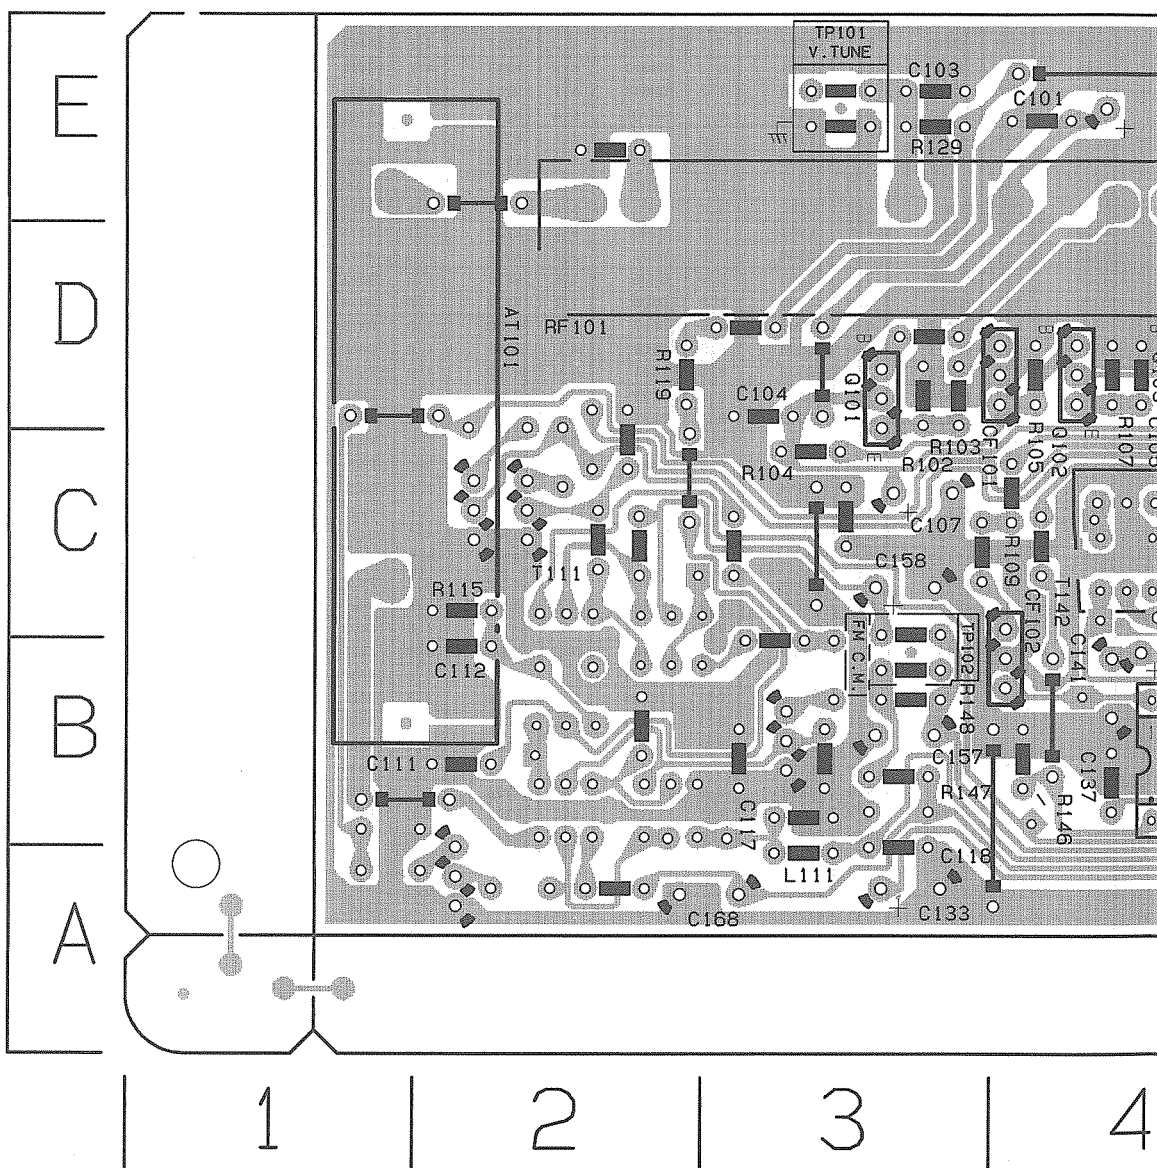 E
TP101
V.TUNE
C103
C101
R129
D
AT101
RF101
R119
C104
B
Q101
E
R104
R103
R102
CF101
R105
B
Q102
E
R107
C
C107
C158
R109
T111
R115
C112
FM C.M.
TP102
R148
CF102
T142
C141
B
C111
C117
C157
R147
R146
C137
L111
C118
A
C168
C133
1
2
3
4